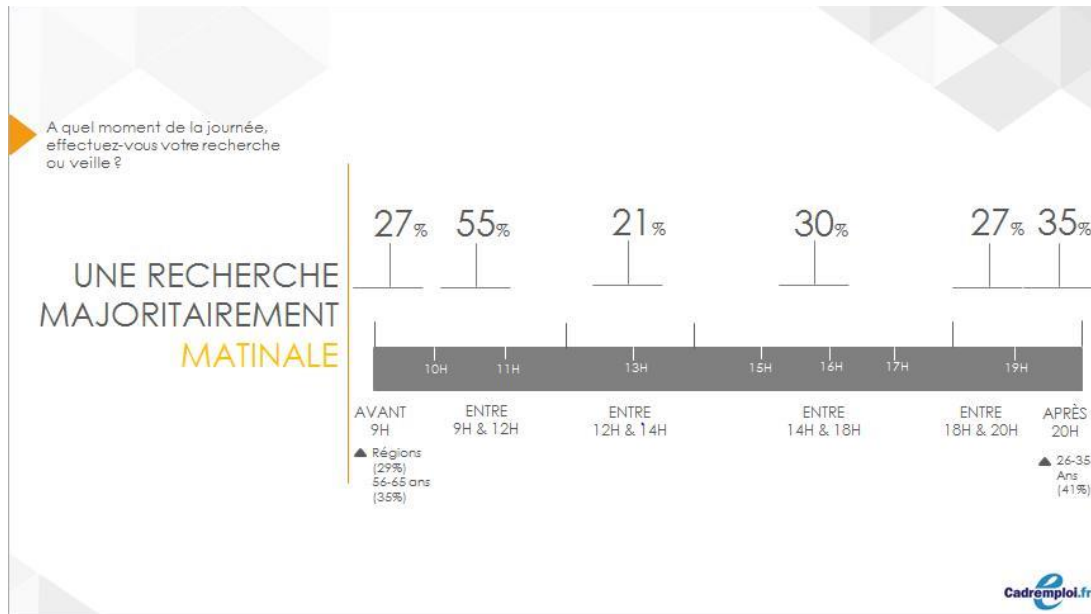 A quel moment de la journée,
effectuez-vous votre recherche
ou veille ?
UNE RECHERCHE
MAJORITAIREMENT
MATINALE
27% 55% 21% 30% 27% 35%
10H 11H 13H 15H 16H 17H 19H
AVANT
9H
Régions
(29%)
56-65 ans
(35%)
ENTRE
9H & 12H
ENTRE
12H & 14H
ENTRE
14H & 18H
ENTRE
18H & 20H
APRÈS
20H
26-35
Ans
(41%)
Cadremploi.fr